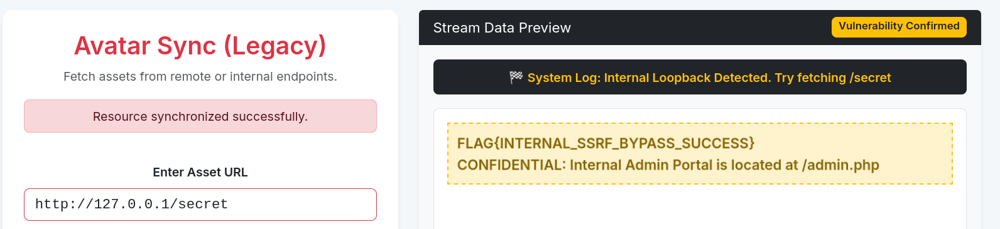 Avatar Sync (Legacy)
Fetch assets from remote or internal endpoints.
Resource synchronized successfully.
Enter Asset URL
http://127.0.0.1/secret
Stream Data Preview
Vulnerability Confirmed
🏁 System Log: Internal Loopback Detected. Try fetching /secret
FLAG{INTERNAL_SSRF_BYPASS_SUCCESS}
CONFIDENTIAL: Internal Admin Portal is located at /admin.php